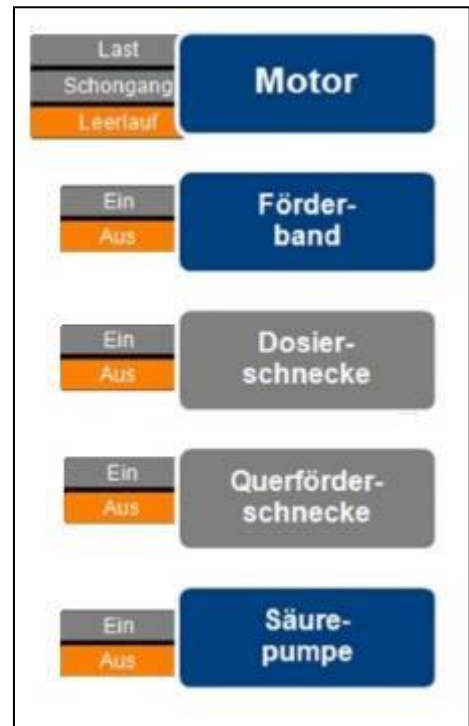 Last
Schongang
Leerlauf
Motor
Ein
Aus
Förder-
band
Ein
Aus
Dosier-
schnecke
Ein
Aus
Querförder-
schnecke
Ein
Aus
Säure-
pumpe